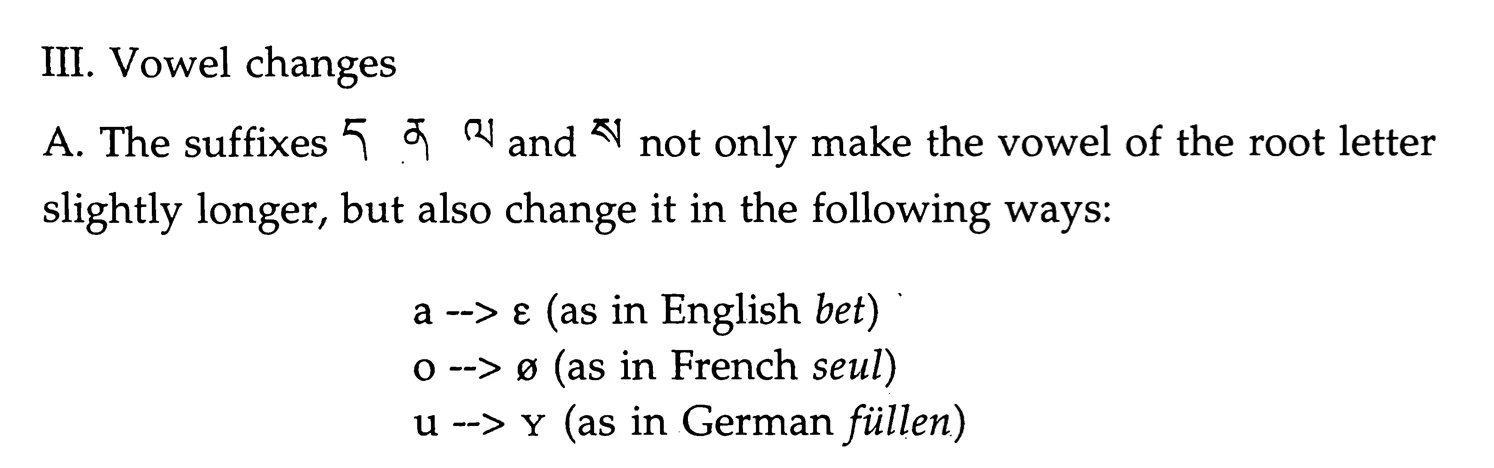 III. Vowel changes
A. The suffixes ད ན ལ and ས not only make the vowel of the root letter
slightly longer, but also change it in the following ways:
a --> ɛ (as in English bet)
o --> ø (as in French seul)
u --> ʏ (as in German füllen)